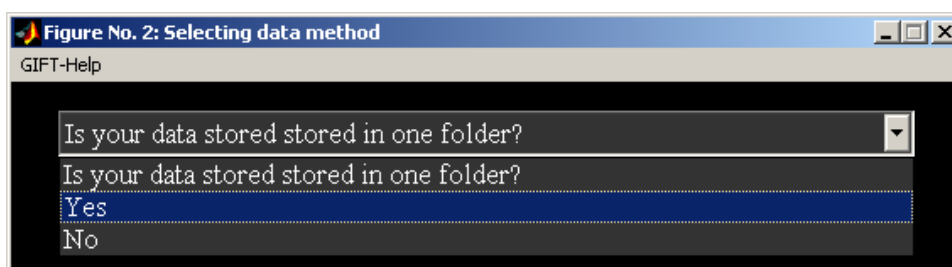 Figure No. 2: Selecting data method
GIFT-Help
Is your data stored stored in one folder?
Is your data stored stored in one folder?
Yes
No